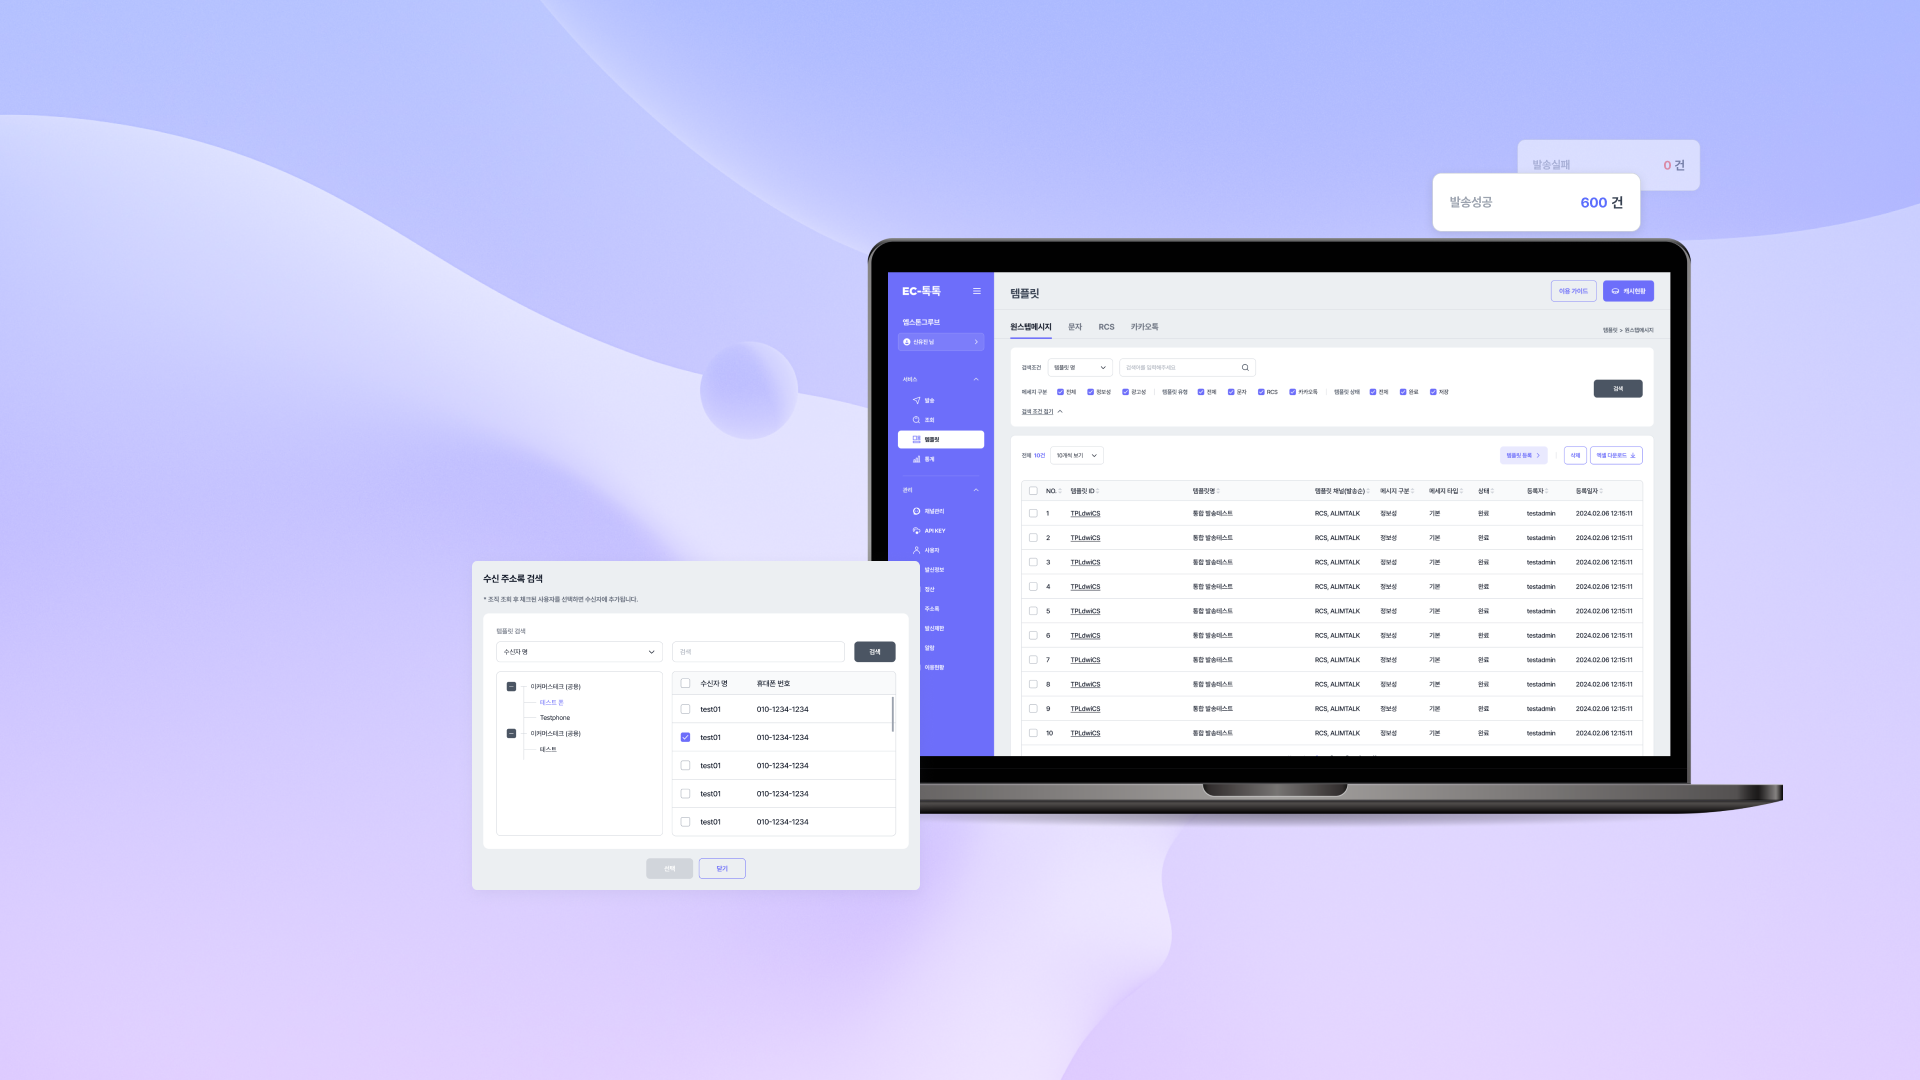 발송실패 0 건
발송성공 600 건
EC-톡톡
엠스톤그루브
신유진 님
서비스
발송
조회
템플릿
통계
관리
채널관리
API KEY
사용자
발신정보
정산
주소록
발신제한
알림
이용현황
템플릿
이용 가이드
캐시현황
원스텝메시지 문자 RCS 카카오톡
템플릿 > 원스텝메시지
검색조건 템플릿 명 검색어를 입력해주세요.
메세지 구분 전체 정보성 광고성 템플릿 유형 전체 문자 RCS 카카오톡 템플릿 상태 전체 완료 저장
검색
검색 조건 접기
전체 10건 10개씩 보기
템플릿 등록 삭제 엑셀 다운로드
NO. 템플릿 ID 템플릿명 템플릿 채널(발송순) 메시지 구분 메세지 타입 상태 등록자 등록일자
1 TPLdwiCS 통합 발송테스트 RCS, ALIMTALK 정보성 기본 완료 testadmin 2024.02.06 12:15:11
2 TPLdwiCS 통합 발송테스트 RCS, ALIMTALK 정보성 기본 완료 testadmin 2024.02.06 12:15:11
3 TPLdwiCS 통합 발송테스트 RCS, ALIMTALK 정보성 기본 완료 testadmin 2024.02.06 12:15:11
4 TPLdwiCS 통합 발송테스트 RCS, ALIMTALK 정보성 기본 완료 testadmin 2024.02.06 12:15:11
5 TPLdwiCS 통합 발송테스트 RCS, ALIMTALK 정보성 기본 완료 testadmin 2024.02.06 12:15:11
6 TPLdwiCS 통합 발송테스트 RCS, ALIMTALK 정보성 기본 완료 testadmin 2024.02.06 12:15:11
7 TPLdwiCS 통합 발송테스트 RCS, ALIMTALK 정보성 기본 완료 testadmin 2024.02.06 12:15:11
8 TPLdwiCS 통합 발송테스트 RCS, ALIMTALK 정보성 기본 완료 testadmin 2024.02.06 12:15:11
9 TPLdwiCS 통합 발송테스트 RCS, ALIMTALK 정보성 기본 완료 testadmin 2024.02.06 12:15:11
10 TPLdwiCS 통합 발송테스트 RCS, ALIMTALK 정보성 기본 완료 testadmin 2024.02.06 12:15:11
수신 주소록 검색
* 조직 조회 후 체크된 사용자를 선택하면 수신자에 추가됩니다.
템플릿 검색
수신자 명 검색 검색
이커머스테크 (공용)
테스트 폰
Testphone
이커머스테크 (공용)
테스트
수신자 명 휴대폰 번호
test01 010-1234-1234
test01 010-1234-1234
test01 010-1234-1234
test01 010-1234-1234
test01 010-1234-1234
선택 닫기